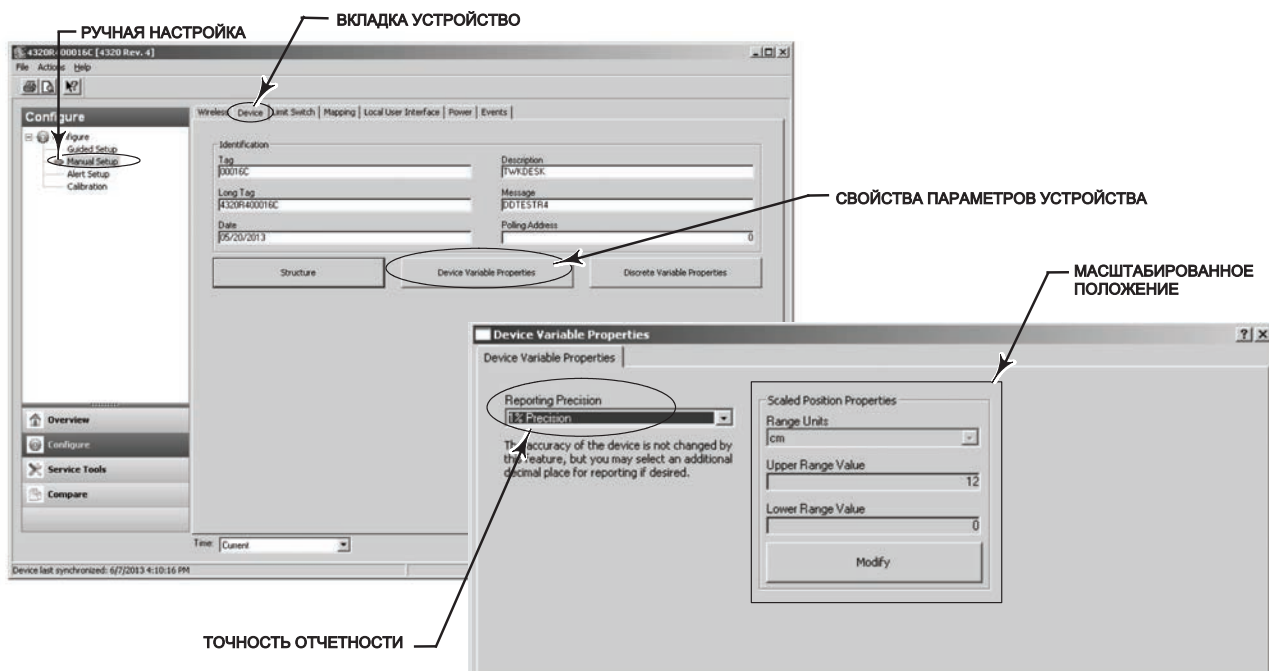 ВКЛАДКА УСТРОЙСТВО
РУЧНАЯ НАСТРОЙКА
4320R400016C [4320 Rev. 4]
File Actions Help
Configure
Wireless Device Limit Switch Mapping Local User Interface Power Events
Guided Setup
Manual Setup
Alert Setup
Calibration
Identification
Tag
00016C
Description
TWKDESK
Long Tag
4320R400016C
Message
DDTESTR4
Date
05/20/2013
Polling Address
0
Structure
Device Variable Properties
Discrete Variable Properties
СВОЙСТВА ПАРАМЕТРОВ УСТРОЙСТВА
МАСШТАБИРОВАННОЕ
ПОЛОЖЕНИЕ
Overview
Configure
Service Tools
Compare
Time: Current
Device last synchronized: 6/7/2013 4:10:16 PM
Device Variable Properties
Device Variable Properties
Reporting Precision
1% Precision
The accuracy of the device is not changed by
this feature, but you may select an additional
decimal place for reporting if desired.
Scaled Position Properties
Range Units
cm
Upper Range Value
12
Lower Range Value
0
Modify
ТОЧНОСТЬ ОТЧЕТНОСТИ